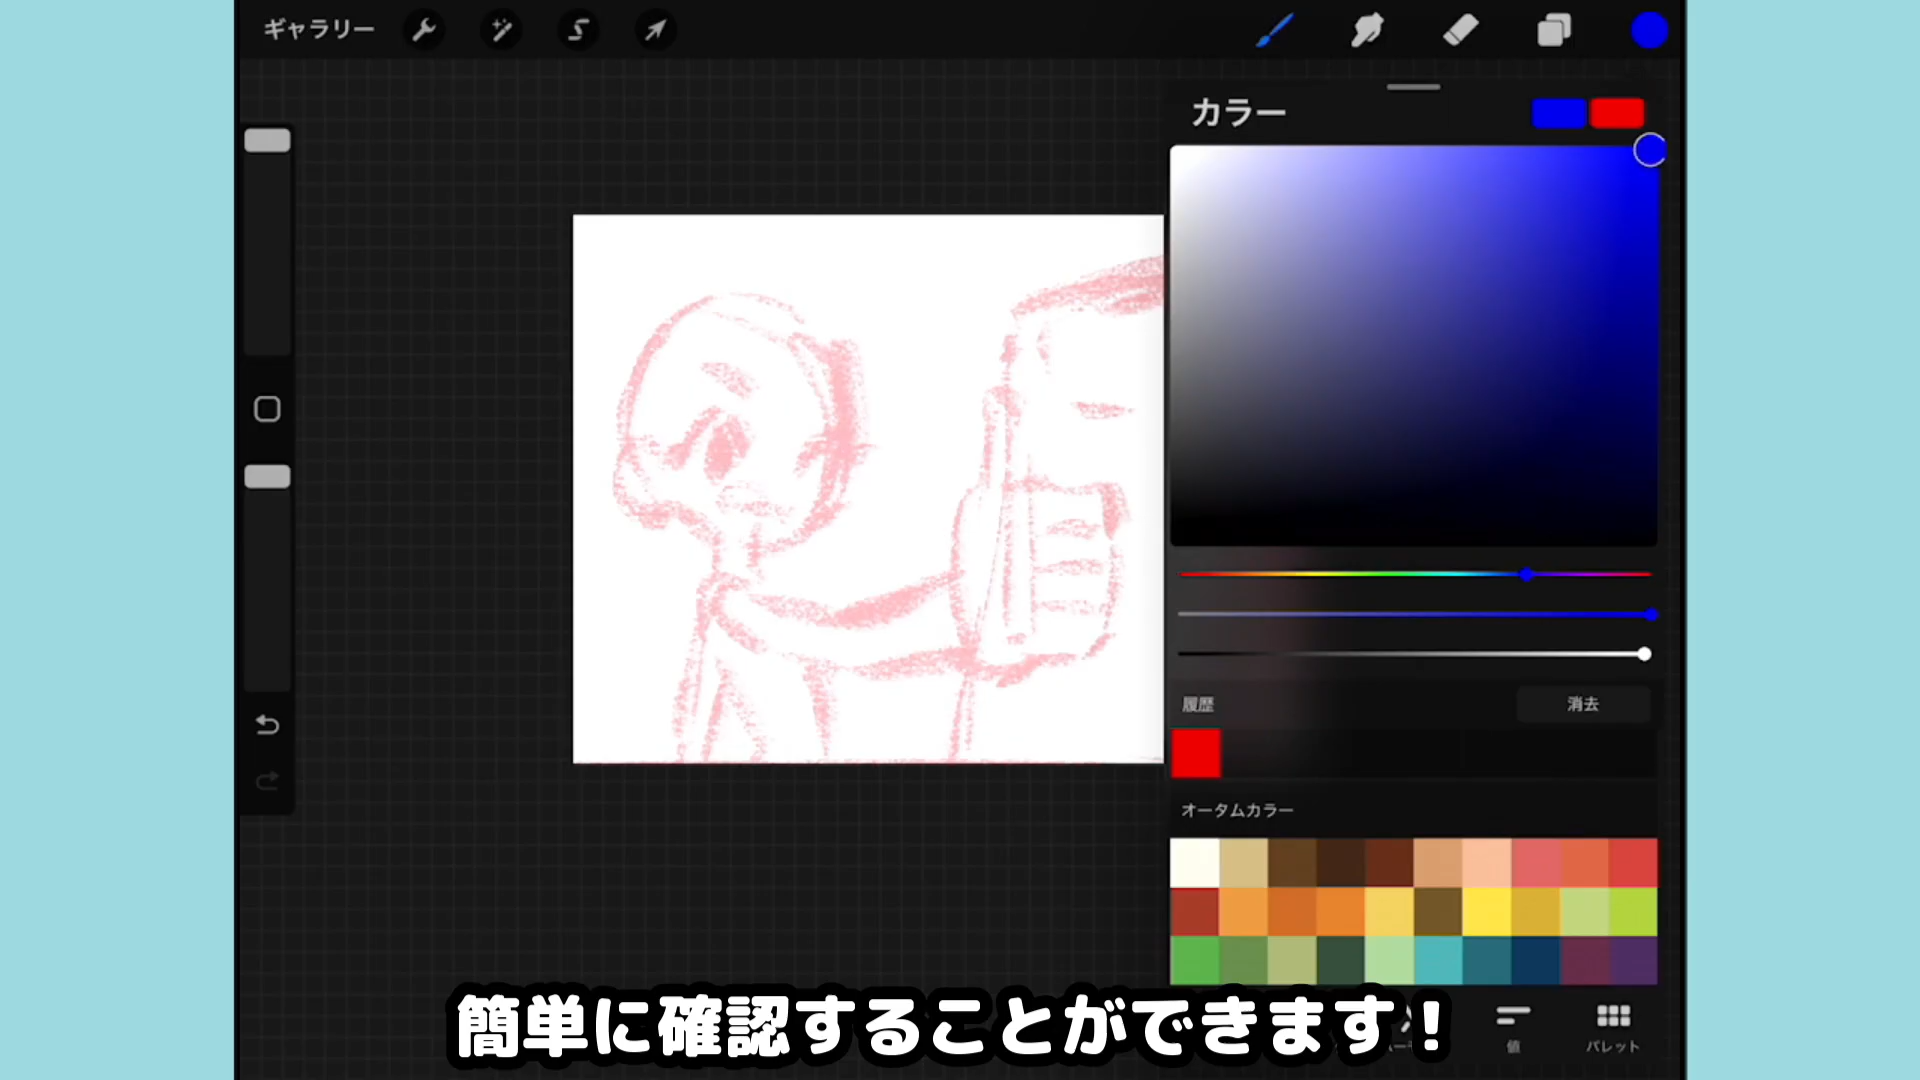 ギャラリー
カラー
履歴
消去
オータムカラー
簡単に確認することができます!
値
パレット